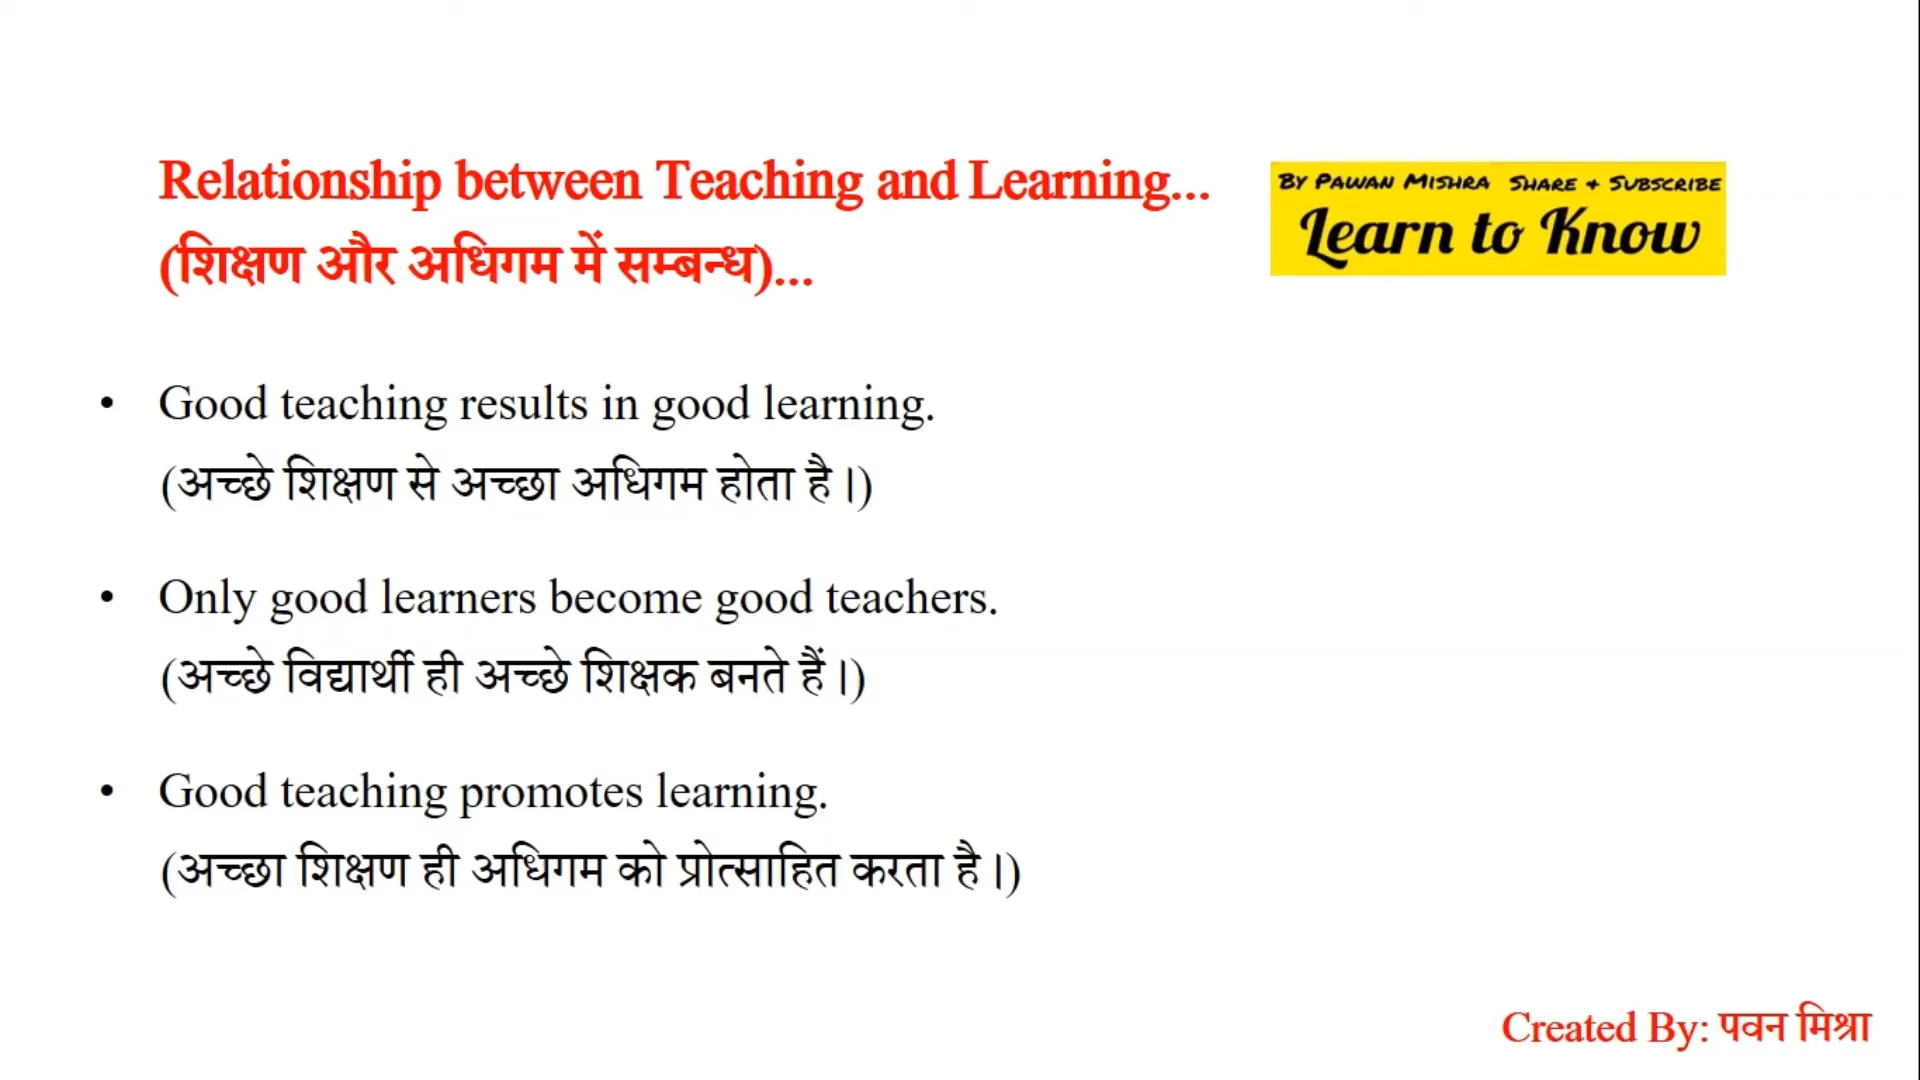 Relationship between Teaching and Learning...
(शिक्षण और अधिगम में सम्बन्ध)...
By Pawan Mishra Share + Subscribe
Learn to Know
• Good teaching results in good learning.
(अच्छे शिक्षण से अच्छा अधिगम होता है।)
• Only good learners become good teachers.
(अच्छे विद्यार्थी ही अच्छे शिक्षक बनते हैं।)
• Good teaching promotes learning.
(अच्छा शिक्षण ही अधिगम को प्रोत्साहित करता है।)
Created By: पवन मिश्रा